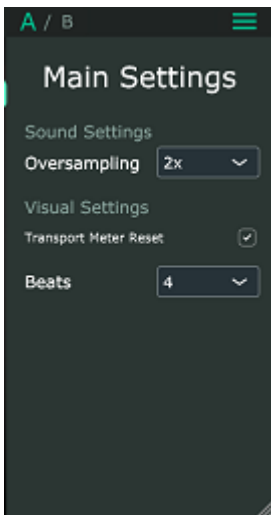 A / B
Main Settings
Sound Settings
Oversampling 2x
Visual Settings
Transport Meter Reset
Beats 4